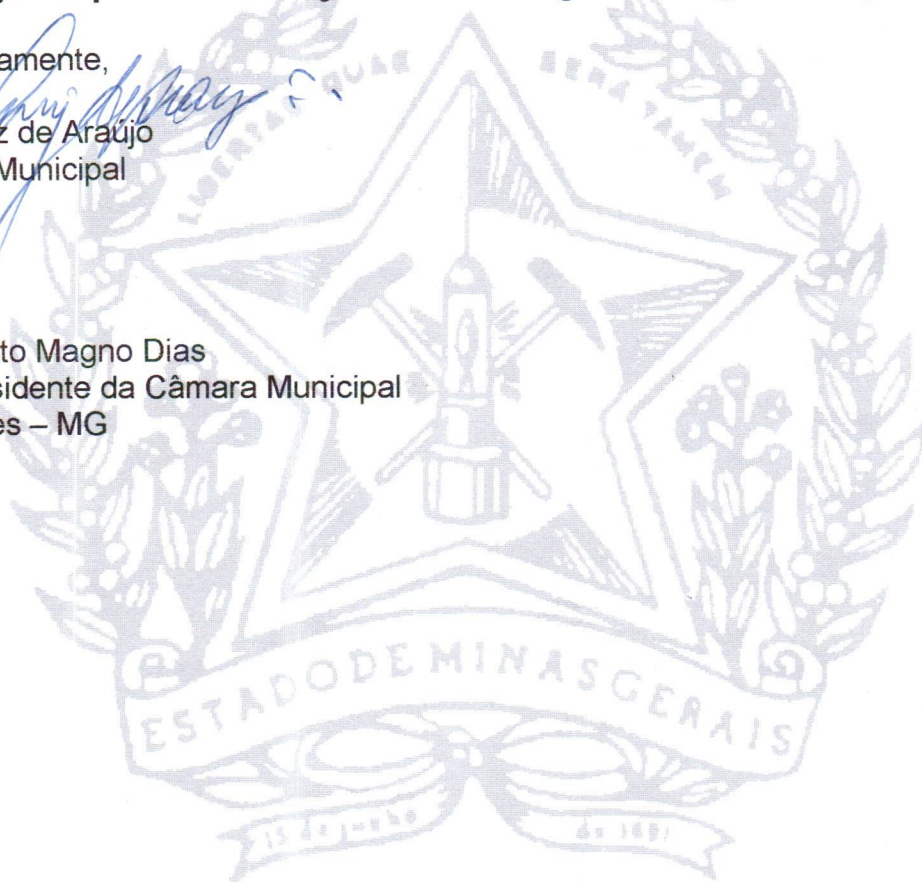 amente,
z de Araújo
Municipal
to Magno Dias
sidente da Câmara Municipal
es – MG
LIBERTAS QUAE SERA TAMEN
ESTADO DE MINAS GERAIS
15 de junho de 1891